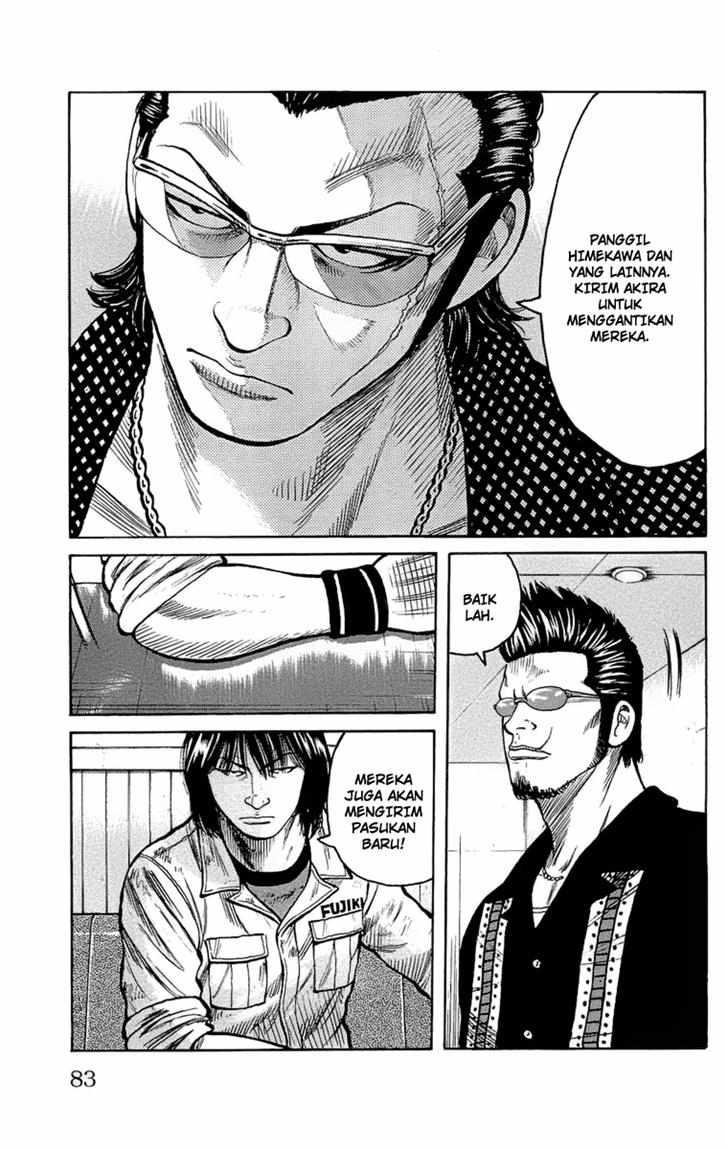 PANGGIL
HIMEKAWA DAN
YANG LAINNYA.
KIRIM AKIRA
UNTUK
MENGGANTIKAN
MEREKA.
BAIK
LAH.
MEREKA
JUGA AKAN
MENGIRIM
PASUKAN
BARU!
FUJIKI
83